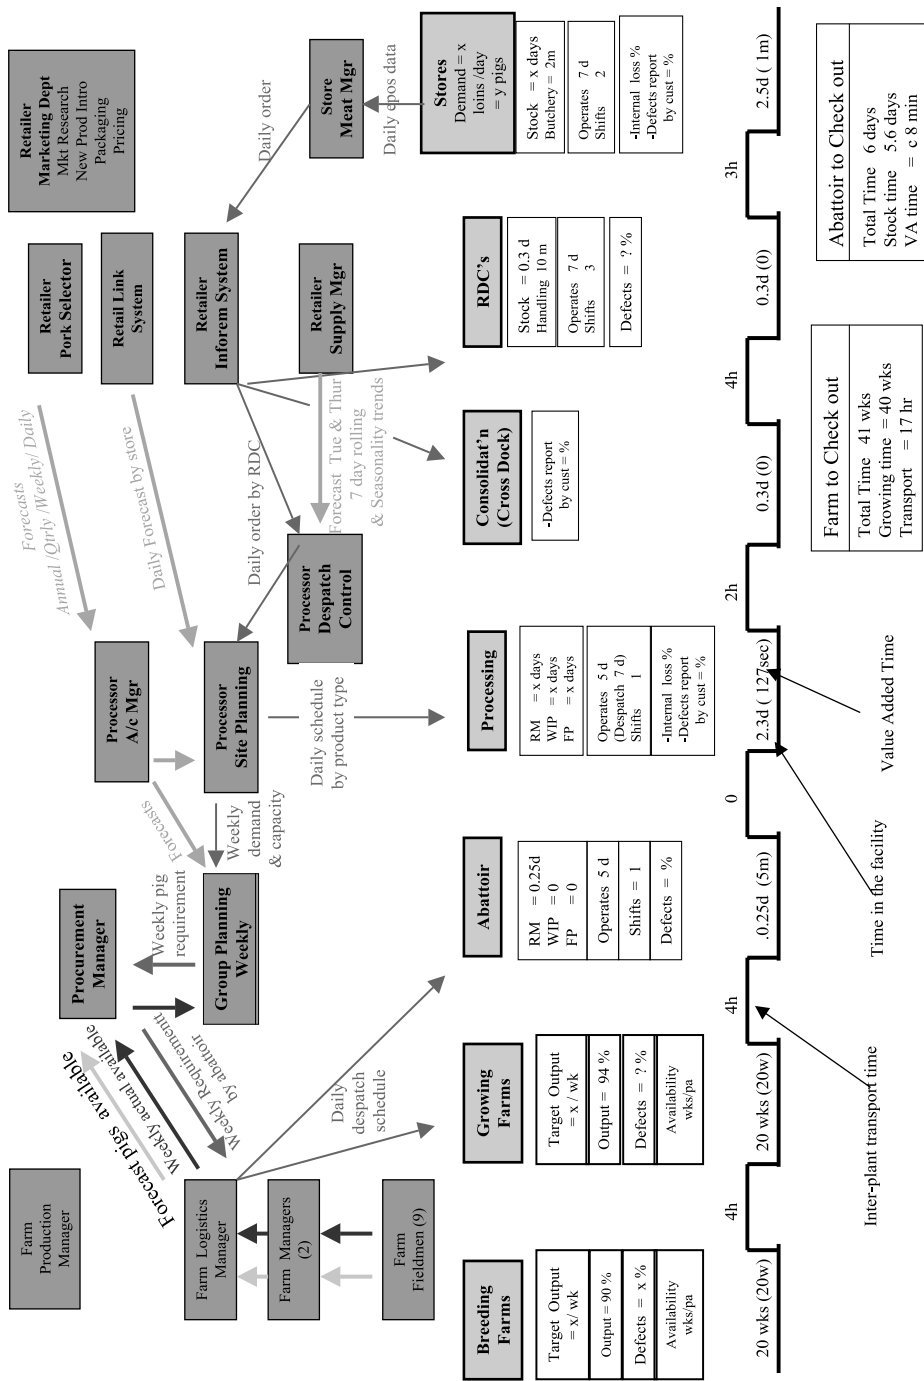 Farm
Production
Manager
Procurement
Manager
Processor
A/c Mgr
Retailer
Pork Selector
Retail Link
System
Retailer
Marketing Dept
Mkt Research
New Prod Intro
Packaging
Pricing
Forecasts
Annual /Qtrly /Weekly/ Daily
Daily Forecast by store
Forecast pigs available
Weekly actual available
Weekly Requirementt
by abattoir
Weekly pig
requirement
Forecasts
Farm Logistics
Manager
Group Planning
Weekly
Weekly
demand
& capacity
Processor
Site Planning
Daily order by RDC
Retailer
Inforem System
Daily order
Farm Managers
(2)
Farm
Fieldmen (9)
Daily
despatch
schedule
Daily schedule
by product type
Processor
Despatch
Control
Forecast Tue & Thur
7 day rolling
& Seasonality trends
Retailer
Supply Mgr
Store
Meat Mgr
Daily epos data
Breeding
Farms
Target Output
= x/ wk
Output = 90 %
Defects = x %
Availability
wks/pa
Growing
Farms
Target Output
= x / wk
Output = 94 %
Defects = ? %
Availability
wks/pa
Abattoir
RM = 0.25d
WIP = 0
FP = 0
Operates 5 d
Shifts = 1
Defects = %
Processing
RM = x days
WIP = x days
FP = x days
Operates 5 d
(Despatch 7 d)
Shifts 1
-Internal loss %
-Defects report
by cust = %
Consolidat'n
(Cross Dock)
-Defects report
by cust = %
RDC's
Stock = 0.3 d
Handling 10 m
Operates 7 d
Shifts 3
Defects = ? %
Stores
Demand = x
loins /day
= y pigs
Stock = x days
Butchery = 2m
Operates 7 d
Shifts 2
-Internal loss %
-Defects report
by cust = %
20 wks (20w)
4h
20 wks (20w)
4h
.0.25d (5m)
0
2.3d ( 127sec)
2h
0.3d (0)
4h
0.3d (0)
3h
2.5d ( 1m)
Inter-plant transport time
Time in the facility
Value Added Time
Farm to Check out
Total Time 41 wks
Growing time = 40 wks
Transport = 17 hr
Abattoir to Check out
Total Time 6 days
Stock time 5.6 days
VA time = c 8 min